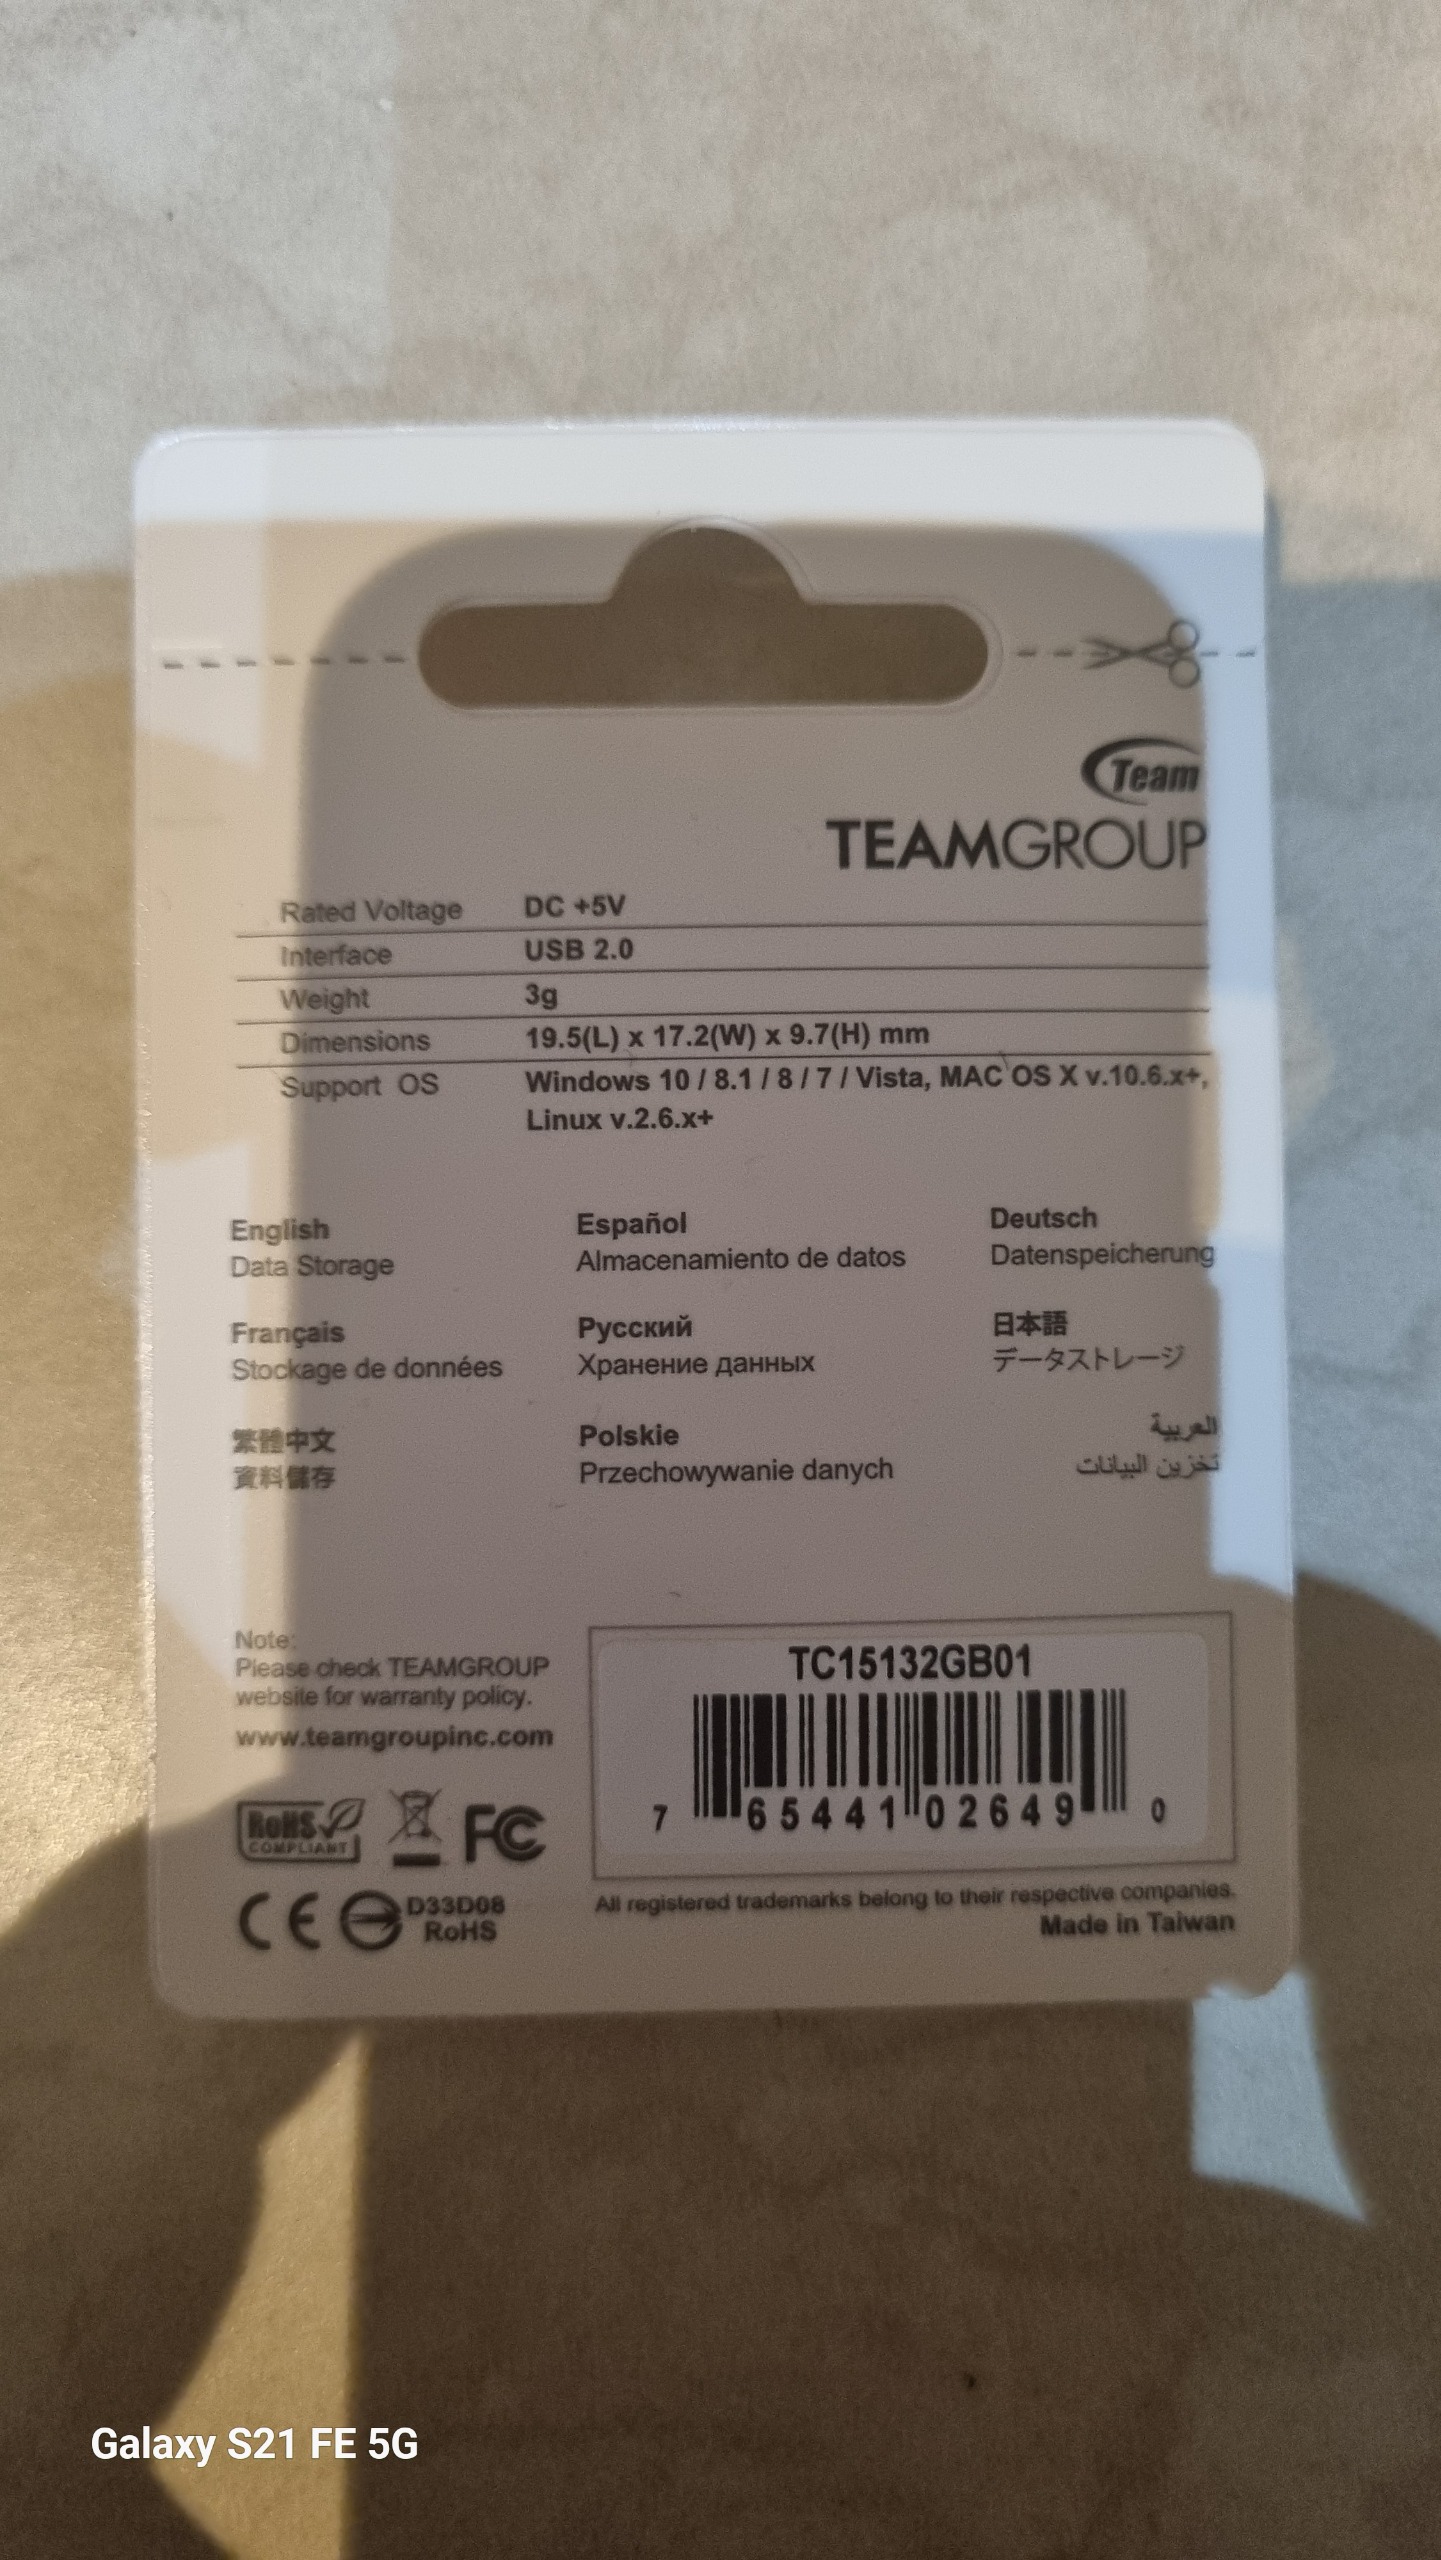 Team
TEAMGROUP
Rated Voltage DC +5V
Interface USB 2.0
Weight 3g
Dimensions 19.5(L) x 17.2(W) x 9.7(H) mm
Support OS Windows 10 / 8.1 / 8 / 7 / Vista, MAC OS X v.10.6.x+,
Linux v.2.6.x+
English
Data Storage
Español
Almacenamiento de datos
Deutsch
Datenspeicherung
Français
Stockage de données
Русский
Хранение данных
日本語
データストレージ
繁體中文
資料儲存
Polskie
Przechowywanie danych
العربية
تخزين البيانات
Note:
Please check TEAMGROUP
website for warranty policy.
www.teamgroupinc.com
TC15132GB01
7 65441 02649 0
RoHS
COMPLIANT
FC
CE
D33D08
RoHS
All registered trademarks belong to their respective companies.
Made in Taiwan
Galaxy S21 FE 5G